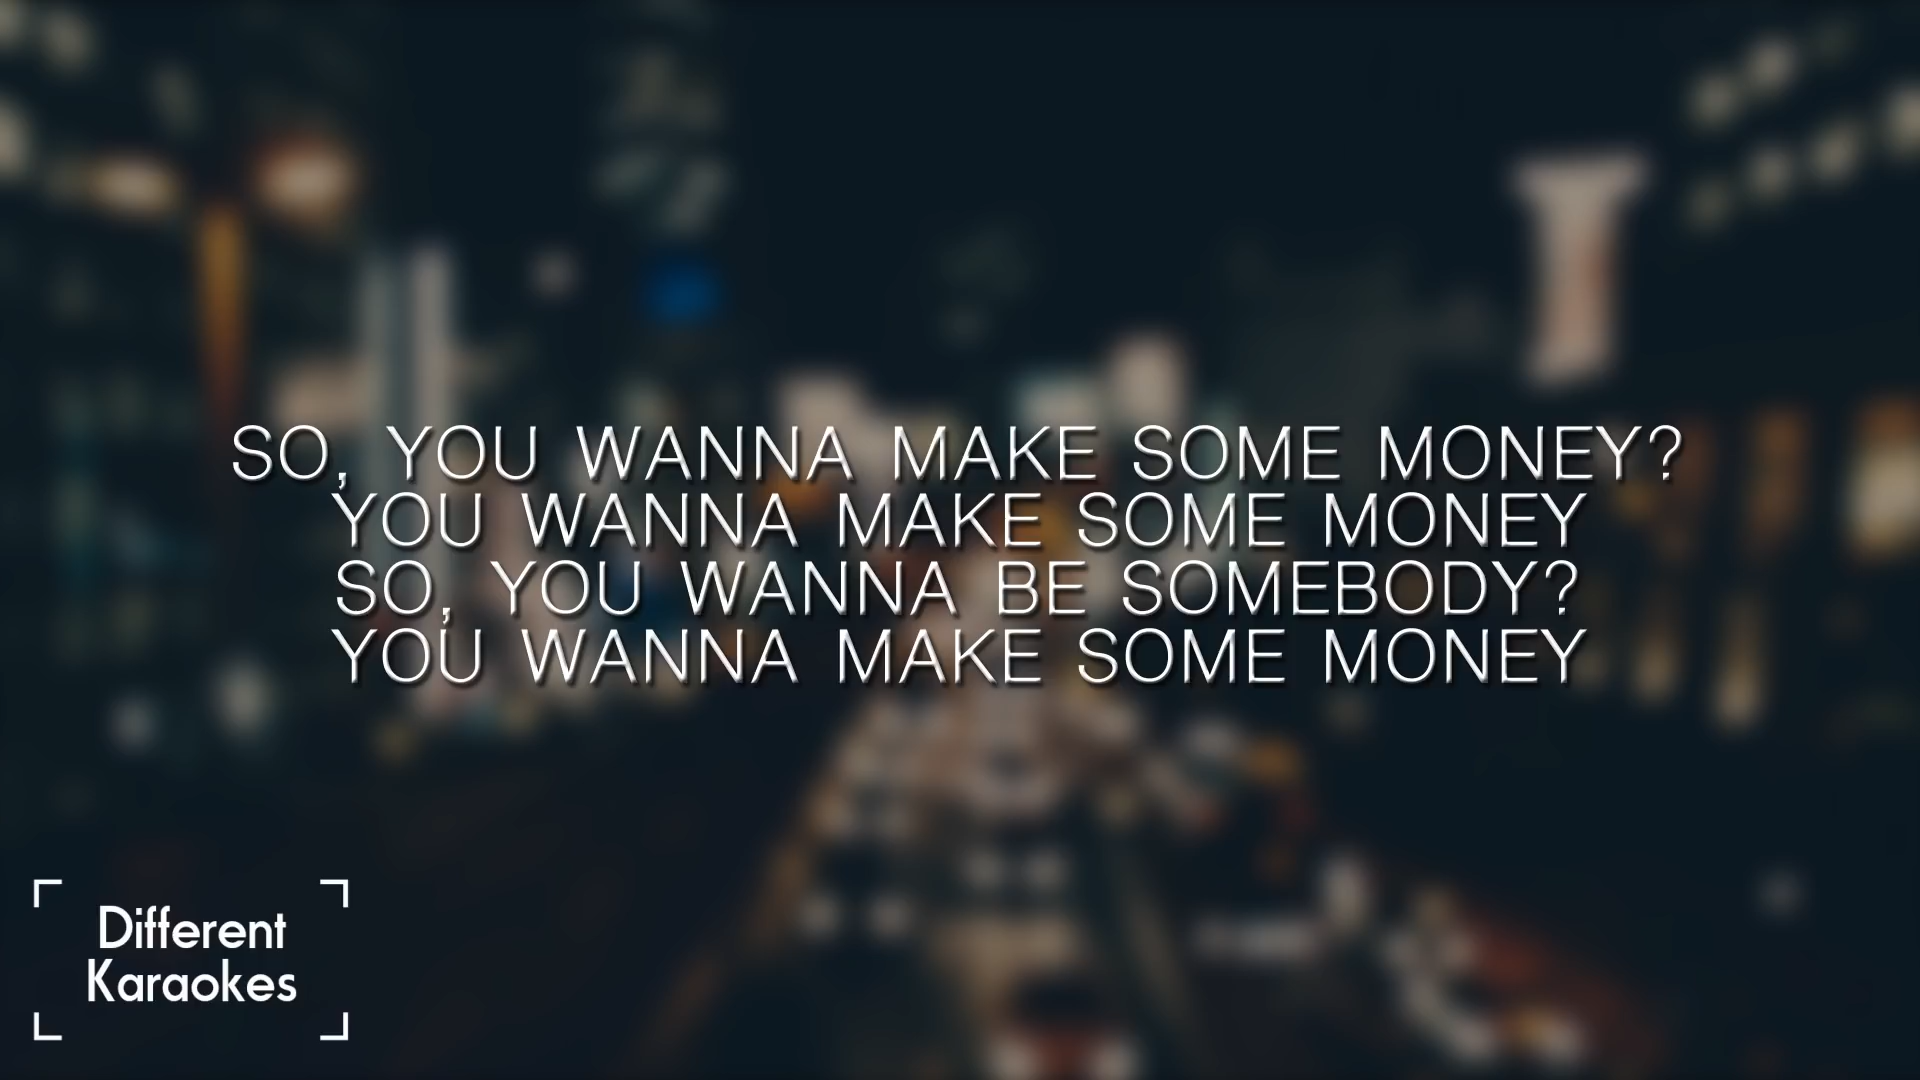 SO, YOU WANNA MAKE SOME MONEY?
YOU WANNA MAKE SOME MONEY
SO, YOU WANNA BE SOMEBODY?
YOU WANNA MAKE SOME MONEY
Different
Karaokes